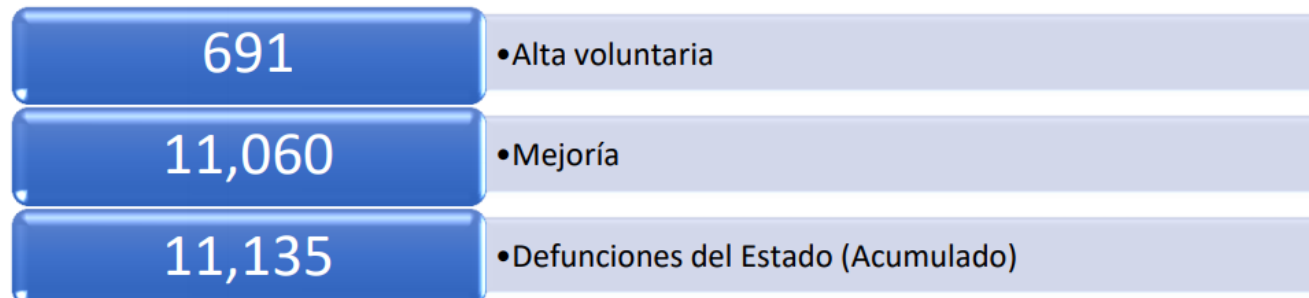 691 •Alta voluntaria
11,060 •Mejoría
11,135 •Defunciones del Estado (Acumulado)